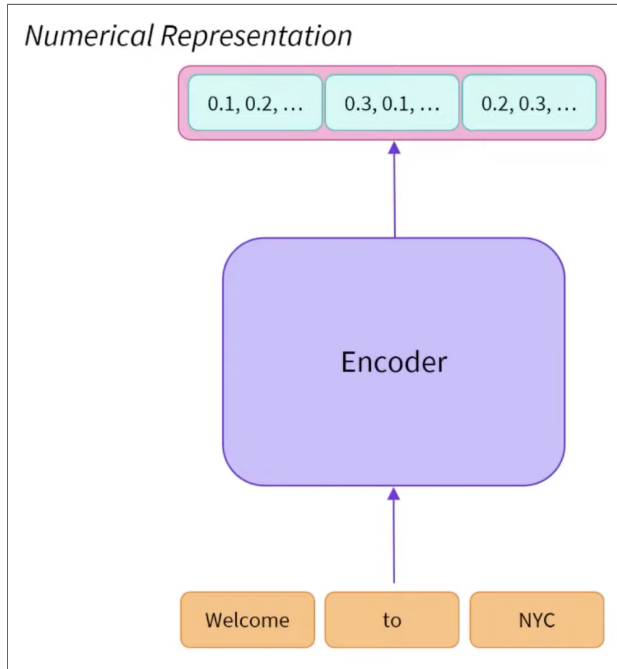 Numerical Representation
0.1, 0.2, … 0.3, 0.1, … 0.2, 0.3, …
Encoder
Welcome to NYC